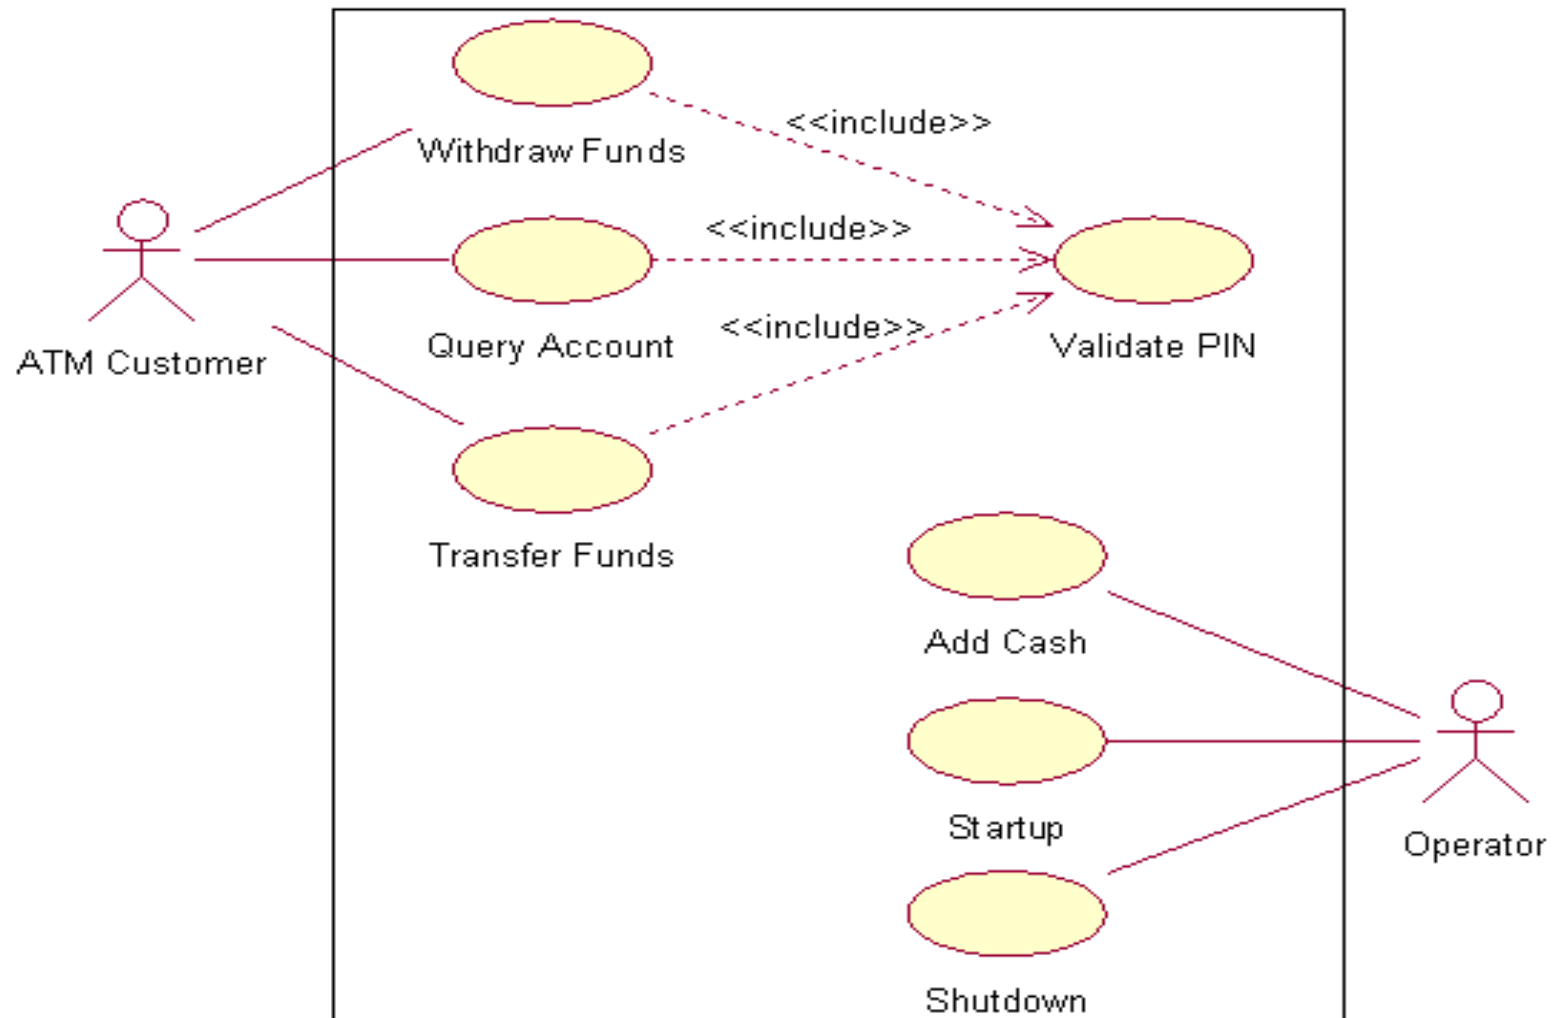 <<include>>
Withdraw Funds
<<include>>
<<include>>
Query Account
Validate PIN
ATM Customer
Transfer Funds
Add Cash
Startup
Operator
Shutdown